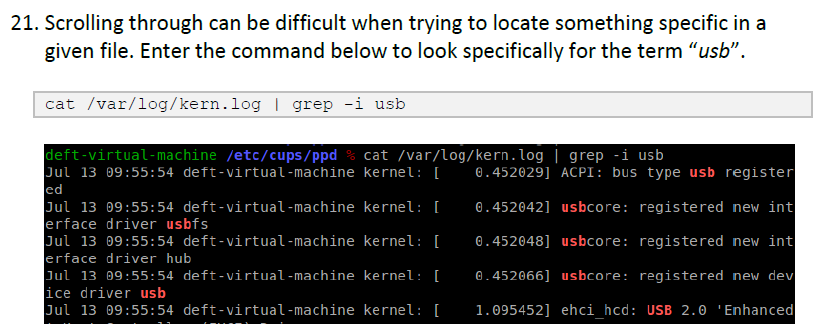 21. Scrolling through can be difficult when trying to locate something specific in a
given file. Enter the command below to look specifically for the term “usb”.
cat /var/log/kern.log | grep -i usb
deft-virtual-machine /etc/cups/ppd % cat /var/log/kern.log | grep -i usb
Jul 13 09:55:54 deft-virtual-machine kernel: [    0.452029] ACPI: bus type usb register
ed
Jul 13 09:55:54 deft-virtual-machine kernel: [    0.452042] usbcore: registered new int
erface driver usbfs
Jul 13 09:55:54 deft-virtual-machine kernel: [    0.452048] usbcore: registered new int
erface driver hub
Jul 13 09:55:54 deft-virtual-machine kernel: [    0.452066] usbcore: registered new dev
ice driver usb
Jul 13 09:55:54 deft-virtual-machine kernel: [    1.095452] ehci_hcd: USB 2.0 'Enhanced